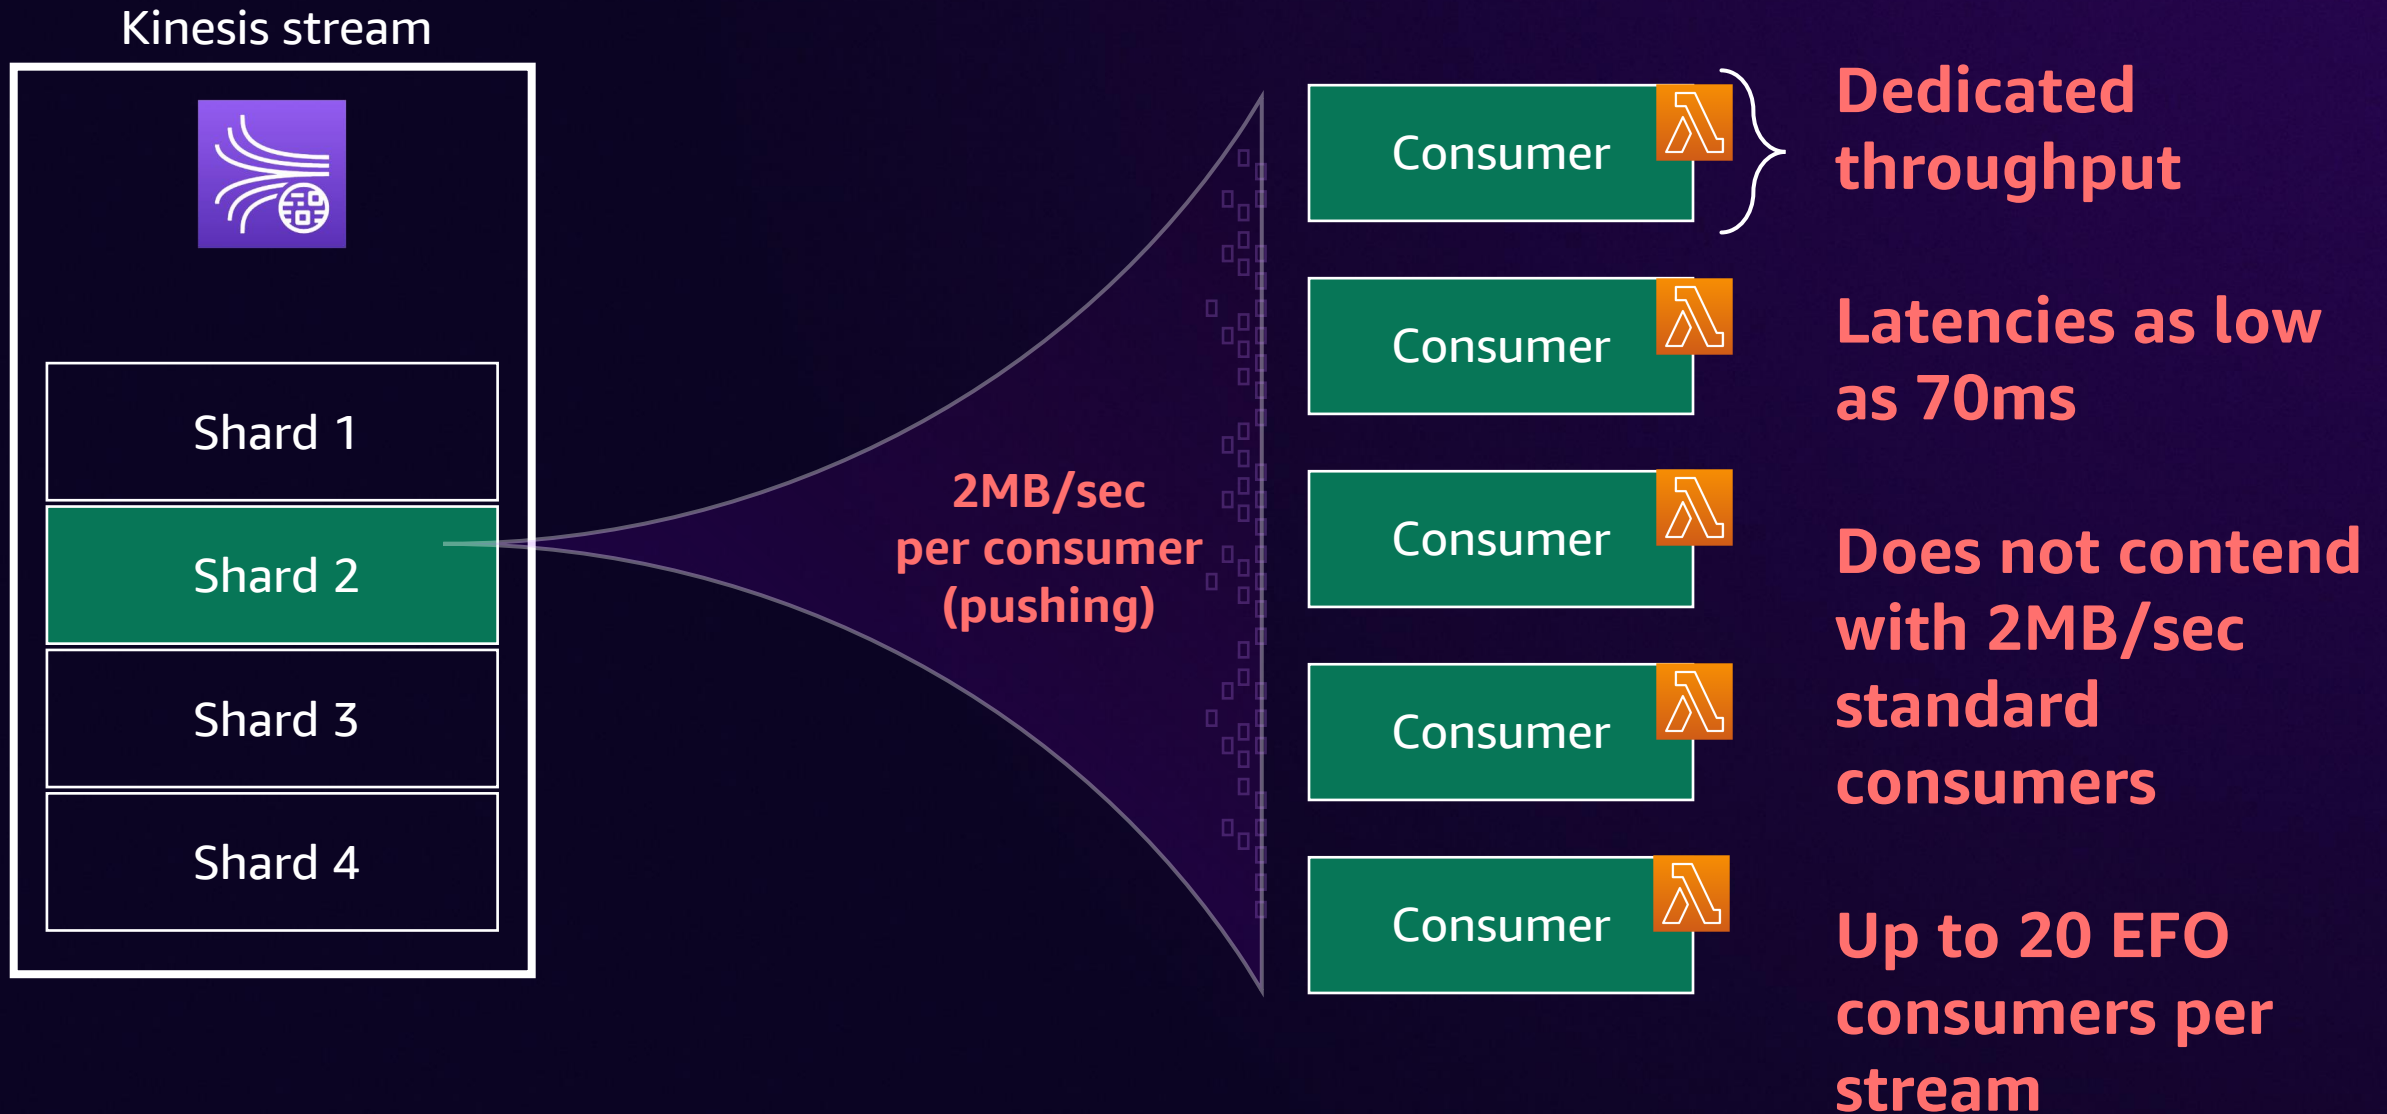 Kinesis stream
Shard 1
Shard 2
Shard 3
Shard 4
2MB/sec
per consumer
(pushing)
Consumer
Consumer
Consumer
Consumer
Consumer
Dedicated
throughput
Latencies as low
as 70ms
Does not contend
with 2MB/sec
standard
consumers
Up to 20 EFO
consumers per
stream